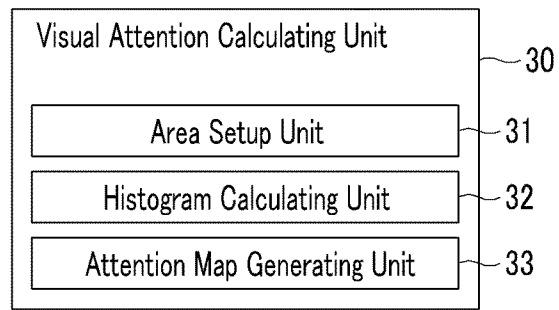 Visual Attention Calculating Unit
30
Area Setup Unit
31
Histogram Calculating Unit
32
Attention Map Generating Unit
33